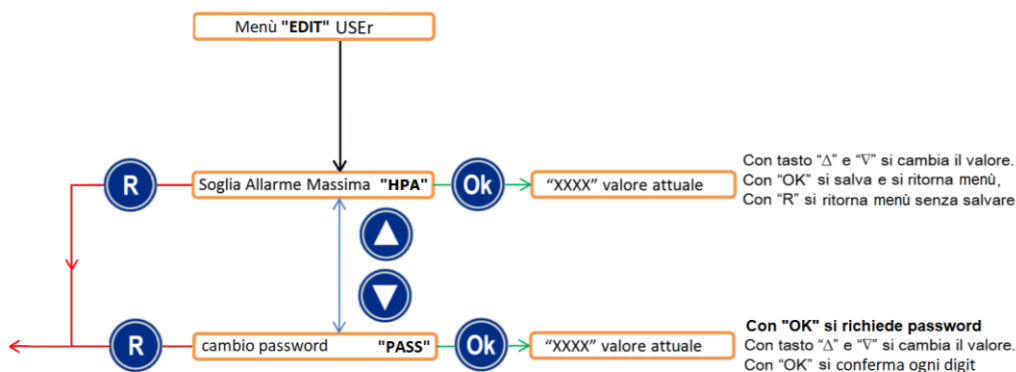 Menù "EDIT" USEr
R
Soglia Allarme Massima "HPA"
Ok
“XXXX” valore attuale
Con tasto “Δ” e “∇” si cambia il valore.
Con “OK” si salva e si ritorna menù,
Con “R” si ritorna menù senza salvare
R
cambio password "PASS"
Ok
“XXXX” valore attuale
Con "OK" si richiede password
Con tasto “Δ” e “∇” si cambia il valore.
Con “OK” si conferma ogni digit